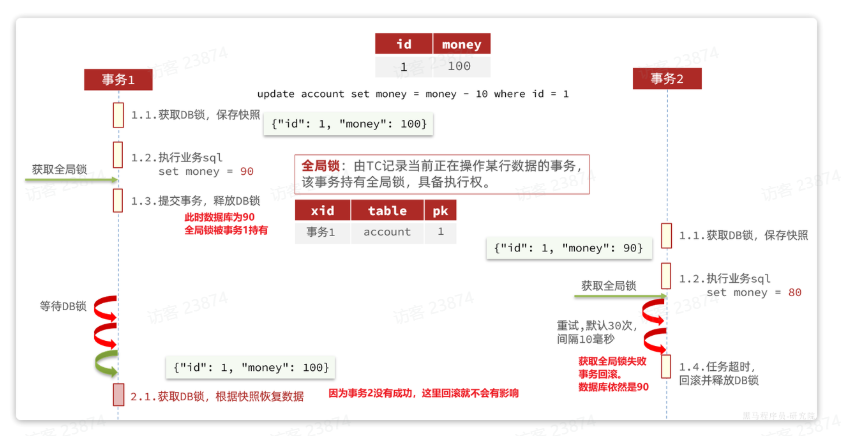 id money
1 100
update account set money = money - 10 where id = 1
事务1
1.1.获取DB锁，保存快照
{"id": 1, "money": 100}
1.2.执行业务sql
set money = 90
获取全局锁
1.3.提交事务，释放DB锁
此时数据库为90
全局锁被事务1持有
全局锁：由TC记录当前正在操作某行数据的事务，
该事务持有全局锁，具备执行权。
xid table pk
事务1 account 1
事务2
1.1.获取DB锁，保存快照
{"id": 1, "money": 90}
1.2.执行业务sql
set money = 80
获取全局锁
重试,默认30次，
间隔10毫秒
获取全局锁失败
事务回滚。
数据库依然是90
1.4.任务超时，
回滚并释放DB锁
等待DB锁
{"id": 1, "money": 100}
2.1.获取DB锁，根据快照恢复数据
因为事务2没有成功，这里回滚就不会有影响
访客 23874